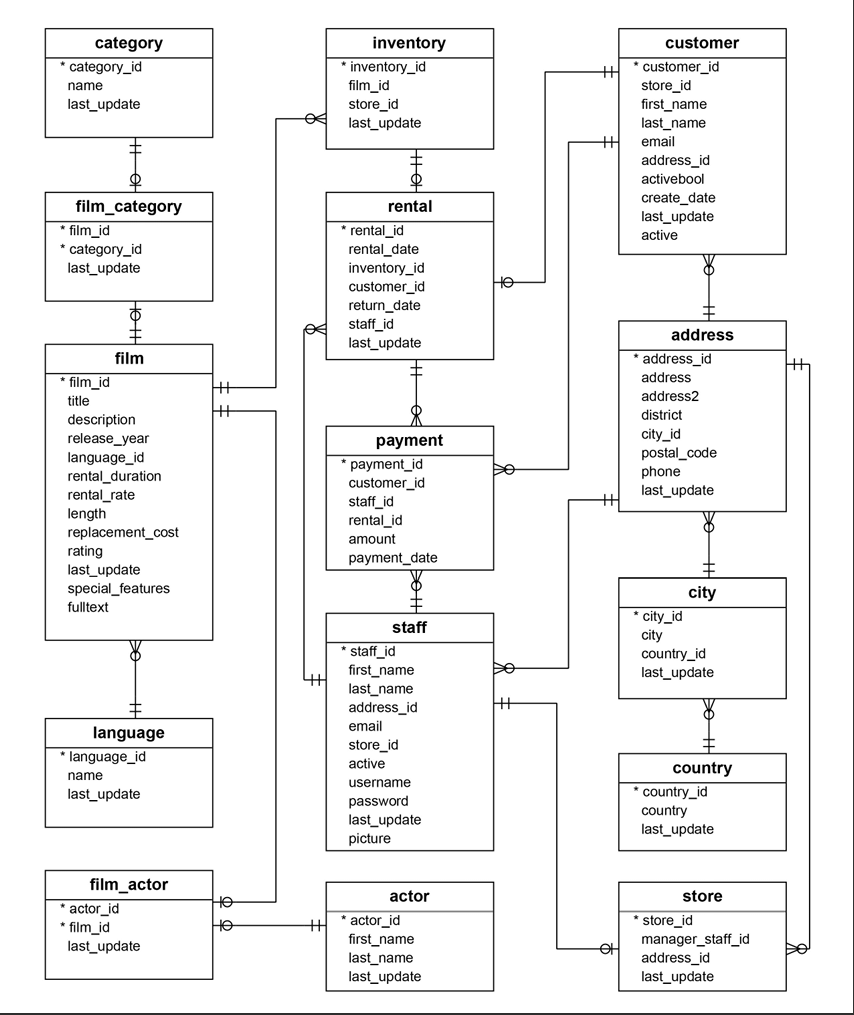 category
* category_id
name
last_update
film_category
* film_id
* category_id
last_update
film
* film_id
title
description
release_year
language_id
rental_duration
rental_rate
length
replacement_cost
rating
last_update
special_features
fulltext
language
* language_id
name
last_update
film_actor
* actor_id
* film_id
last_update
inventory
* inventory_id
film_id
store_id
last_update
rental
* rental_id
rental_date
inventory_id
customer_id
return_date
staff_id
last_update
payment
* payment_id
customer_id
staff_id
rental_id
amount
payment_date
staff
* staff_id
first_name
last_name
address_id
email
store_id
active
username
password
last_update
picture
actor
* actor_id
first_name
last_name
last_update
customer
* customer_id
store_id
first_name
last_name
email
address_id
activebool
create_date
last_update
active
address
* address_id
address
address2
district
city_id
postal_code
phone
last_update
city
* city_id
city
country_id
last_update
country
* country_id
country
last_update
store
* store_id
manager_staff_id
address_id
last_update